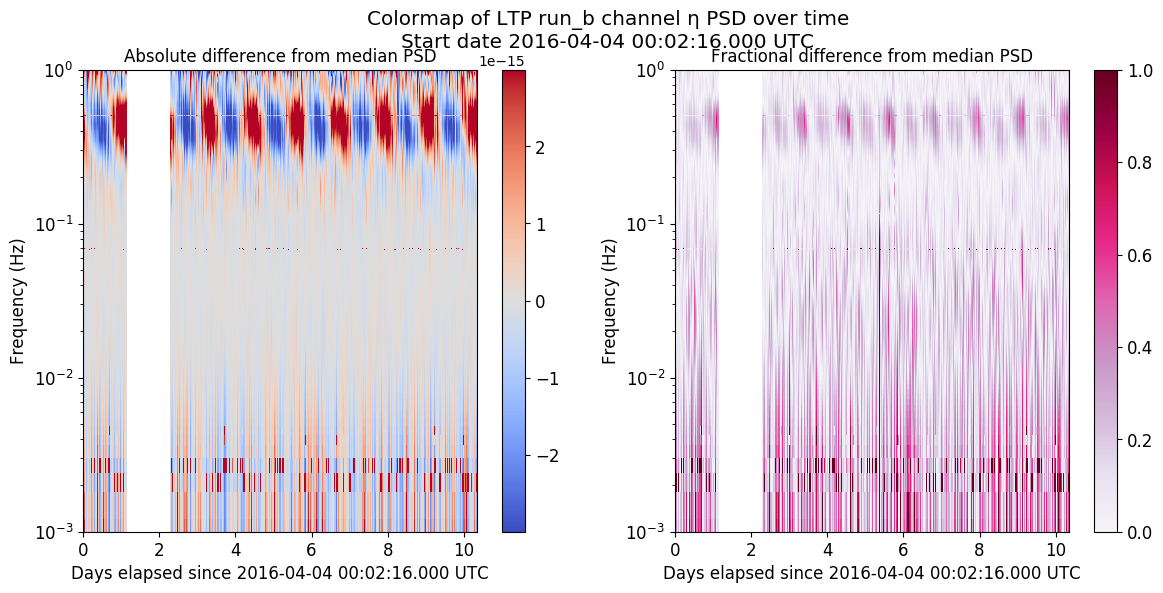 Colormap of LTP run_b channel η PSD over time
Start date 2016-04-04 00:02:16.000 UTC
Absolute difference from median PSD
1e−15
10⁰
10⁻¹
10⁻²
10⁻³
Frequency (Hz)
0 2 4 6 8 10
Days elapsed since 2016-04-04 00:02:16.000 UTC
2
1
0
−1
−2
Fractional difference from median PSD
10⁰
10⁻¹
10⁻²
10⁻³
Frequency (Hz)
0 2 4 6 8 10
Days elapsed since 2016-04-04 00:02:16.000 UTC
1.0
0.8
0.6
0.4
0.2
0.0